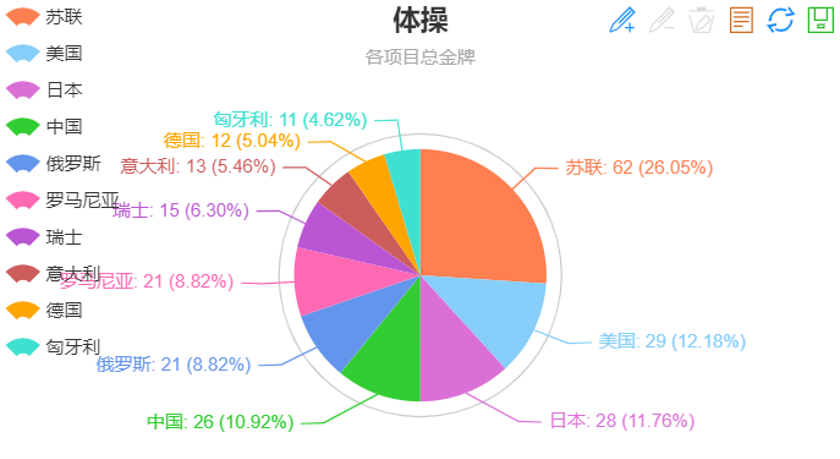 体操
各项目总金牌
苏联
美国
日本
中国
俄罗斯
罗马尼亚
瑞士
意大利
德国
匈牙利
匈牙利: 11 (4.62%)
德国: 12 (5.04%)
意大利: 13 (5.46%)
苏联: 62 (26.05%)
瑞士: 15 (6.30%)
罗马尼亚: 21 (8.82%)
美国: 29 (12.18%)
俄罗斯: 21 (8.82%)
中国: 26 (10.92%)
日本: 28 (11.76%)